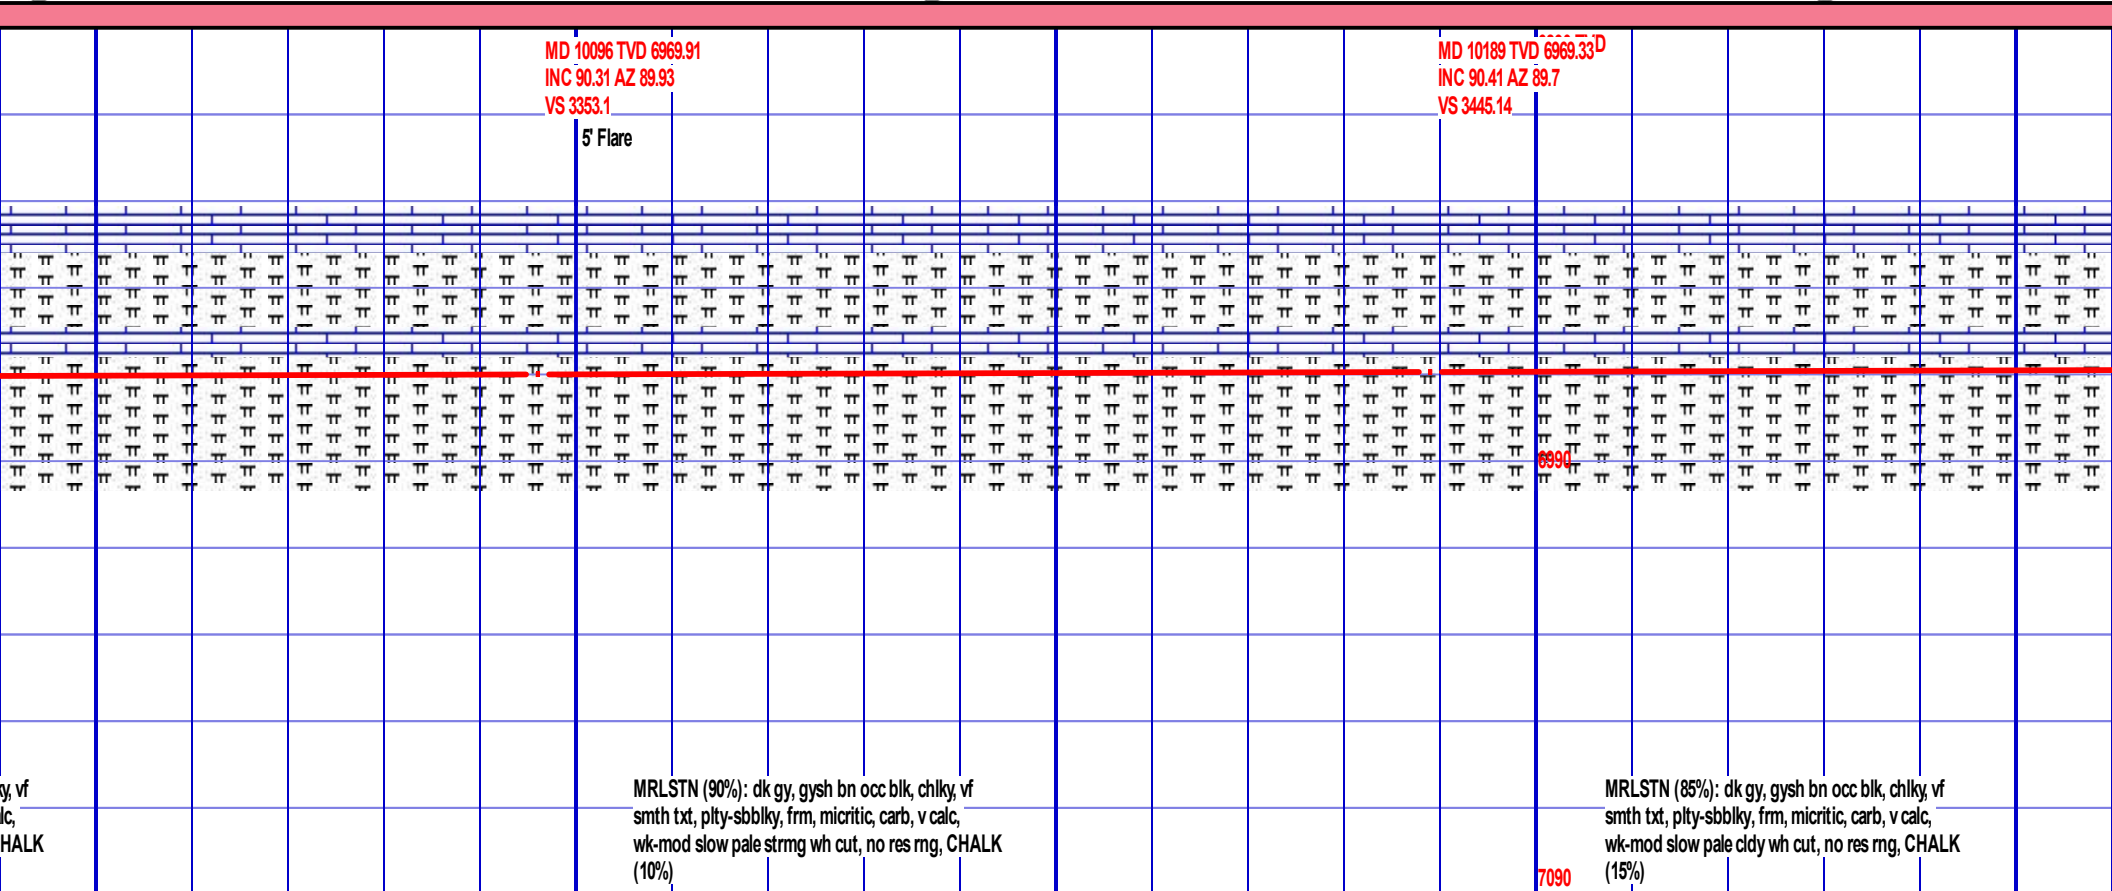 MD 10096 TVD 6969.91
INC 90.31 AZ 89.93
VS 3353.1
5' Flare
MD 10189 TVD 6969.33
INC 90.41 AZ 89.7
VS 3445.14
TVD
6990
vf
HALK
MRLSTN (90%): dk gy, gysh bn occ blk, chlky, vf
smth txt, plty-sbblky, frm, micritic, carb, v calc,
wk-mod slow pale strmg wh cut, no res rng, CHALK
(10%)
MRLSTN (85%): dk gy, gysh bn occ blk, chlky, vf
smth txt, plty-sbblky, frm, micritic, carb, v calc,
wk-mod slow pale cldy wh cut, no res rng, CHALK
(15%)
7090